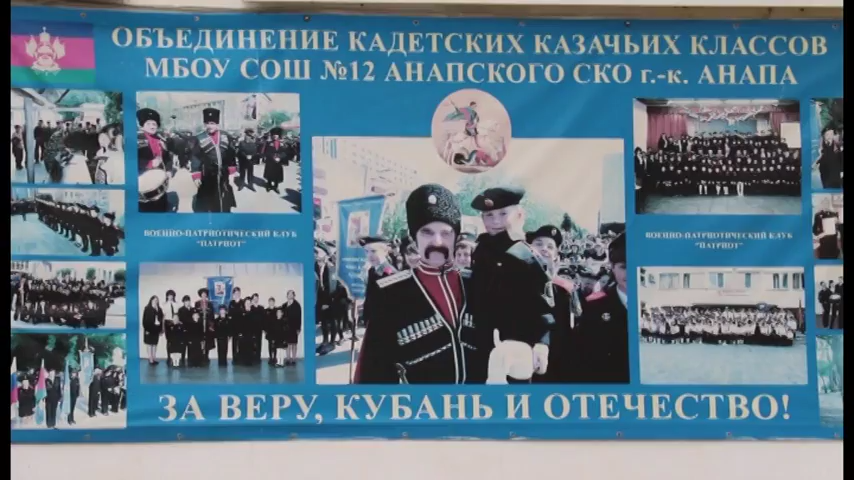 ОБЪЕДИНЕНИЕ КАДЕТСКИХ КАЗАЧЬИХ КЛАССОВ
МБОУ СОШ №12 АНАПСКОГО СКО г.-к. АНАПА
ВОЕННО-ПАТРИОТИЧЕСКИЙ КЛУБ
"ПАТРИОТ"
ВОЕННО-ПАТРИОТИЧЕСКИЙ КЛУБ
"ПАТРИОТ"
ЗА ВЕРУ, КУБАНЬ И ОТЕЧЕСТВО!